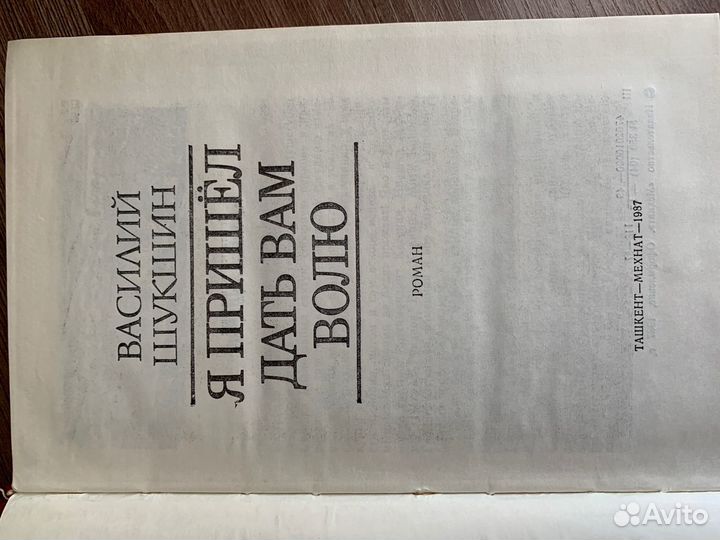 ВАСИЛИЙ
ШУКШИН
Я ПРИШЁЛ
ДАТЬ ВАМ
ВОЛЮ
РОМАН
ТАШКЕНТ—МЕХНАТ—1987
Avito